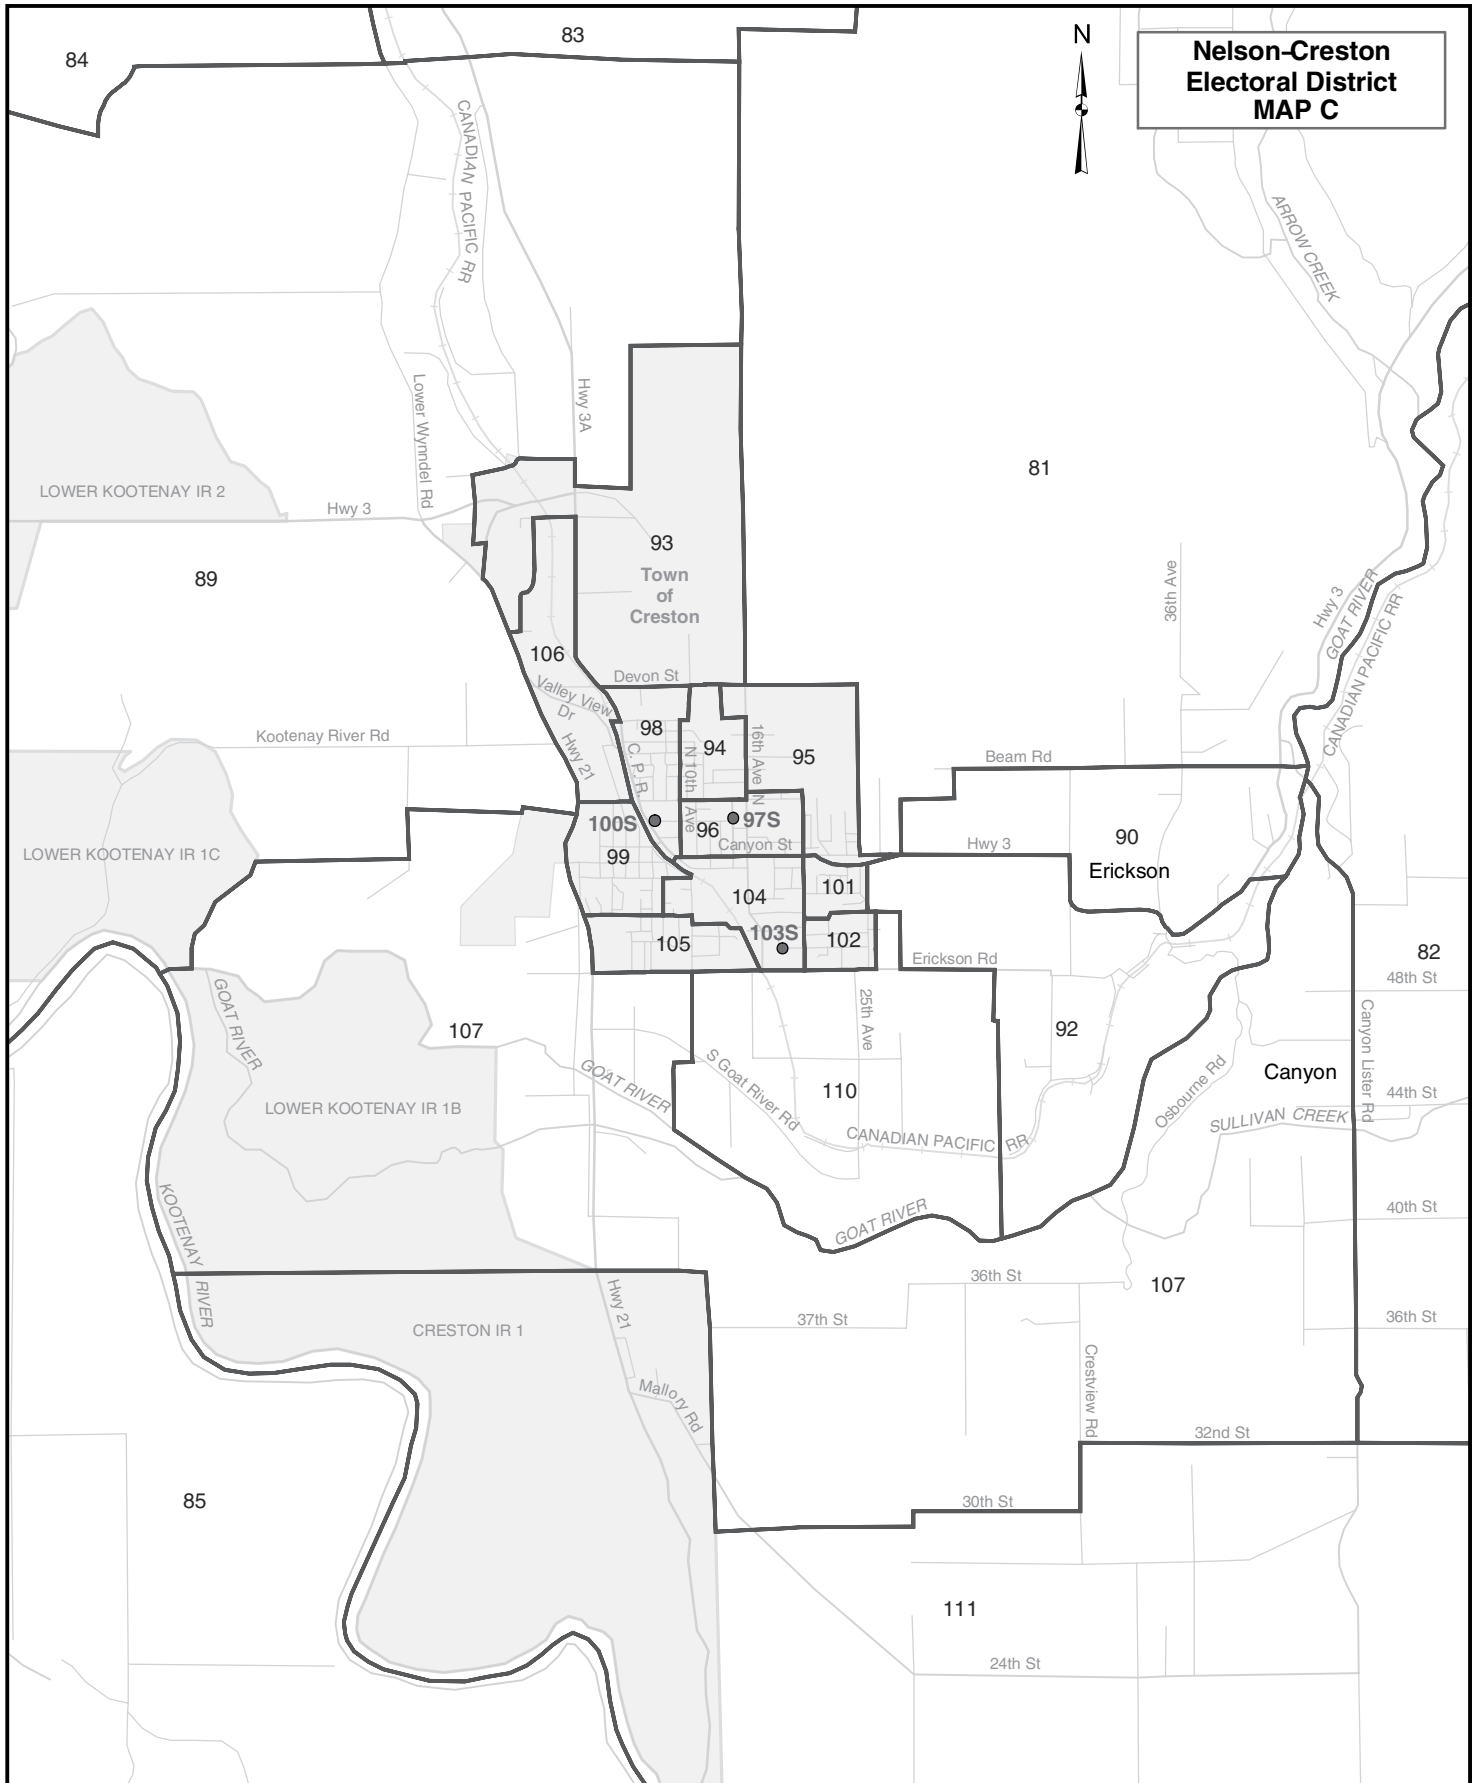 Nelson-Creston
Electoral District
MAP C
N
83
84
CANADIAN PACIFIC RR
ARROW CREEK
Hwy 3A
Lower Wynndel Rd
81
LOWER KOOTENAY IR 2
Hwy 3
93
Town
of
Creston
89
36th Ave
Hwy 3
GOAT RIVER
CANADIAN PACIFIC RR
106
Devon St
Valley View
Dr
98
94
95
16th Ave N
N 10th Ave
C. P. R.
Hwy 21
Kootenay River Rd
Beam Rd
100S
97S
96
Canyon St
99
Hwy 3
90
Erickson
LOWER KOOTENAY IR 1C
101
104
103S
102
105
Erickson Rd
82
48th St
GOAT RIVER
107
25th Ave
92
Canyon Lister Rd
GOAT RIVER
S Goat River Rd
110
Canyon
Osbourne Rd
44th St
LOWER KOOTENAY IR 1B
SULLIVAN CREEK
CANADIAN PACIFIC RR
KOOTENAY RIVER
GOAT RIVER
40th St
36th St
107
Hwy 21
37th St
36th St
CRESTON IR 1
Crestview Rd
Mallory Rd
32nd St
85
30th St
111
24th St